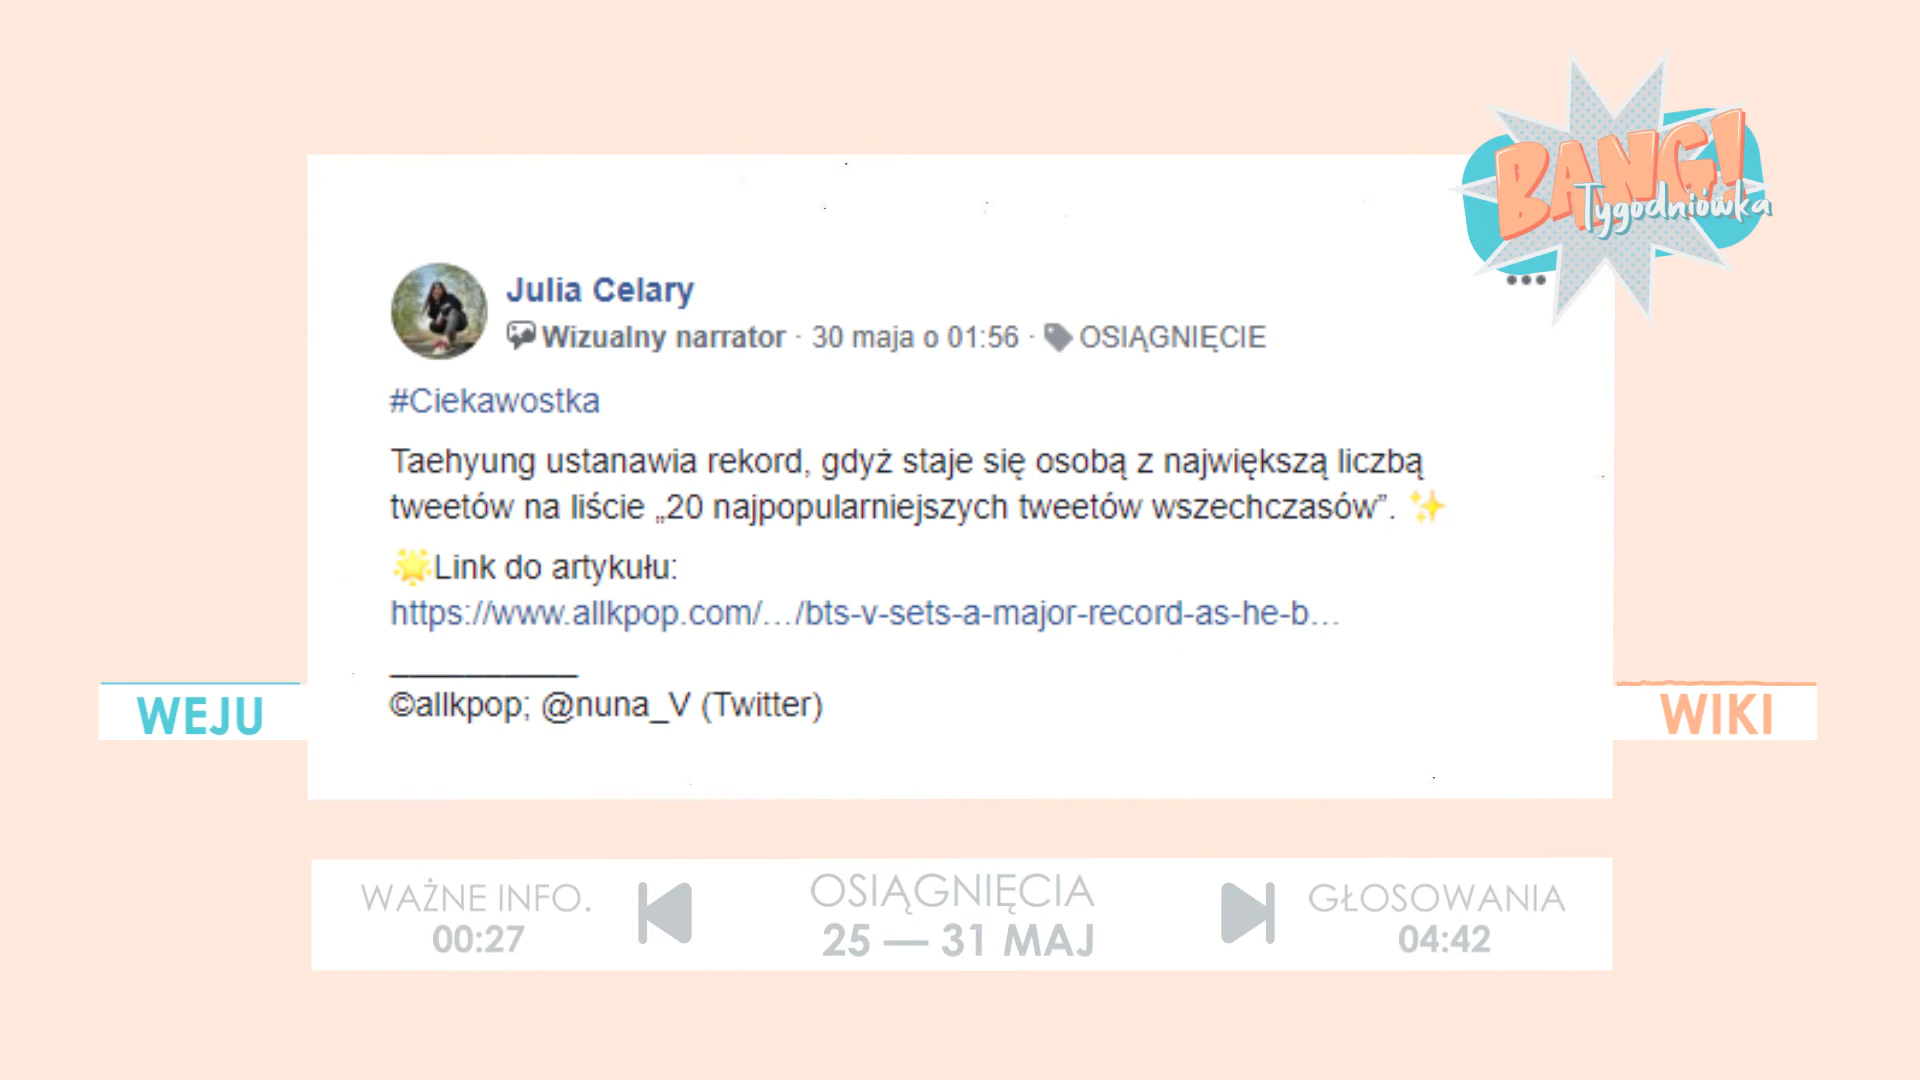 BANG!
Tygodniówka
Julia Celary
Wizualny narrator · 30 maja o 01:56 · OSIĄGNIĘCIE
#Ciekawostka
Taehyung ustanawia rekord, gdyż staje się osobą z największą liczbą
tweetów na liście „20 najpopularniejszych tweetów wszechczasów”. ✨
🌟Link do artykułu:
https://www.allkpop.com/…/bts-v-sets-a-major-record-as-he-b…
__________
©allkpop; @nuna_V (Twitter)
WEJU
WIKI
WAŻNE INFO.
00:27
OSIĄGNIĘCIA
25 — 31 MAJ
GŁOSOWANIA
04:42